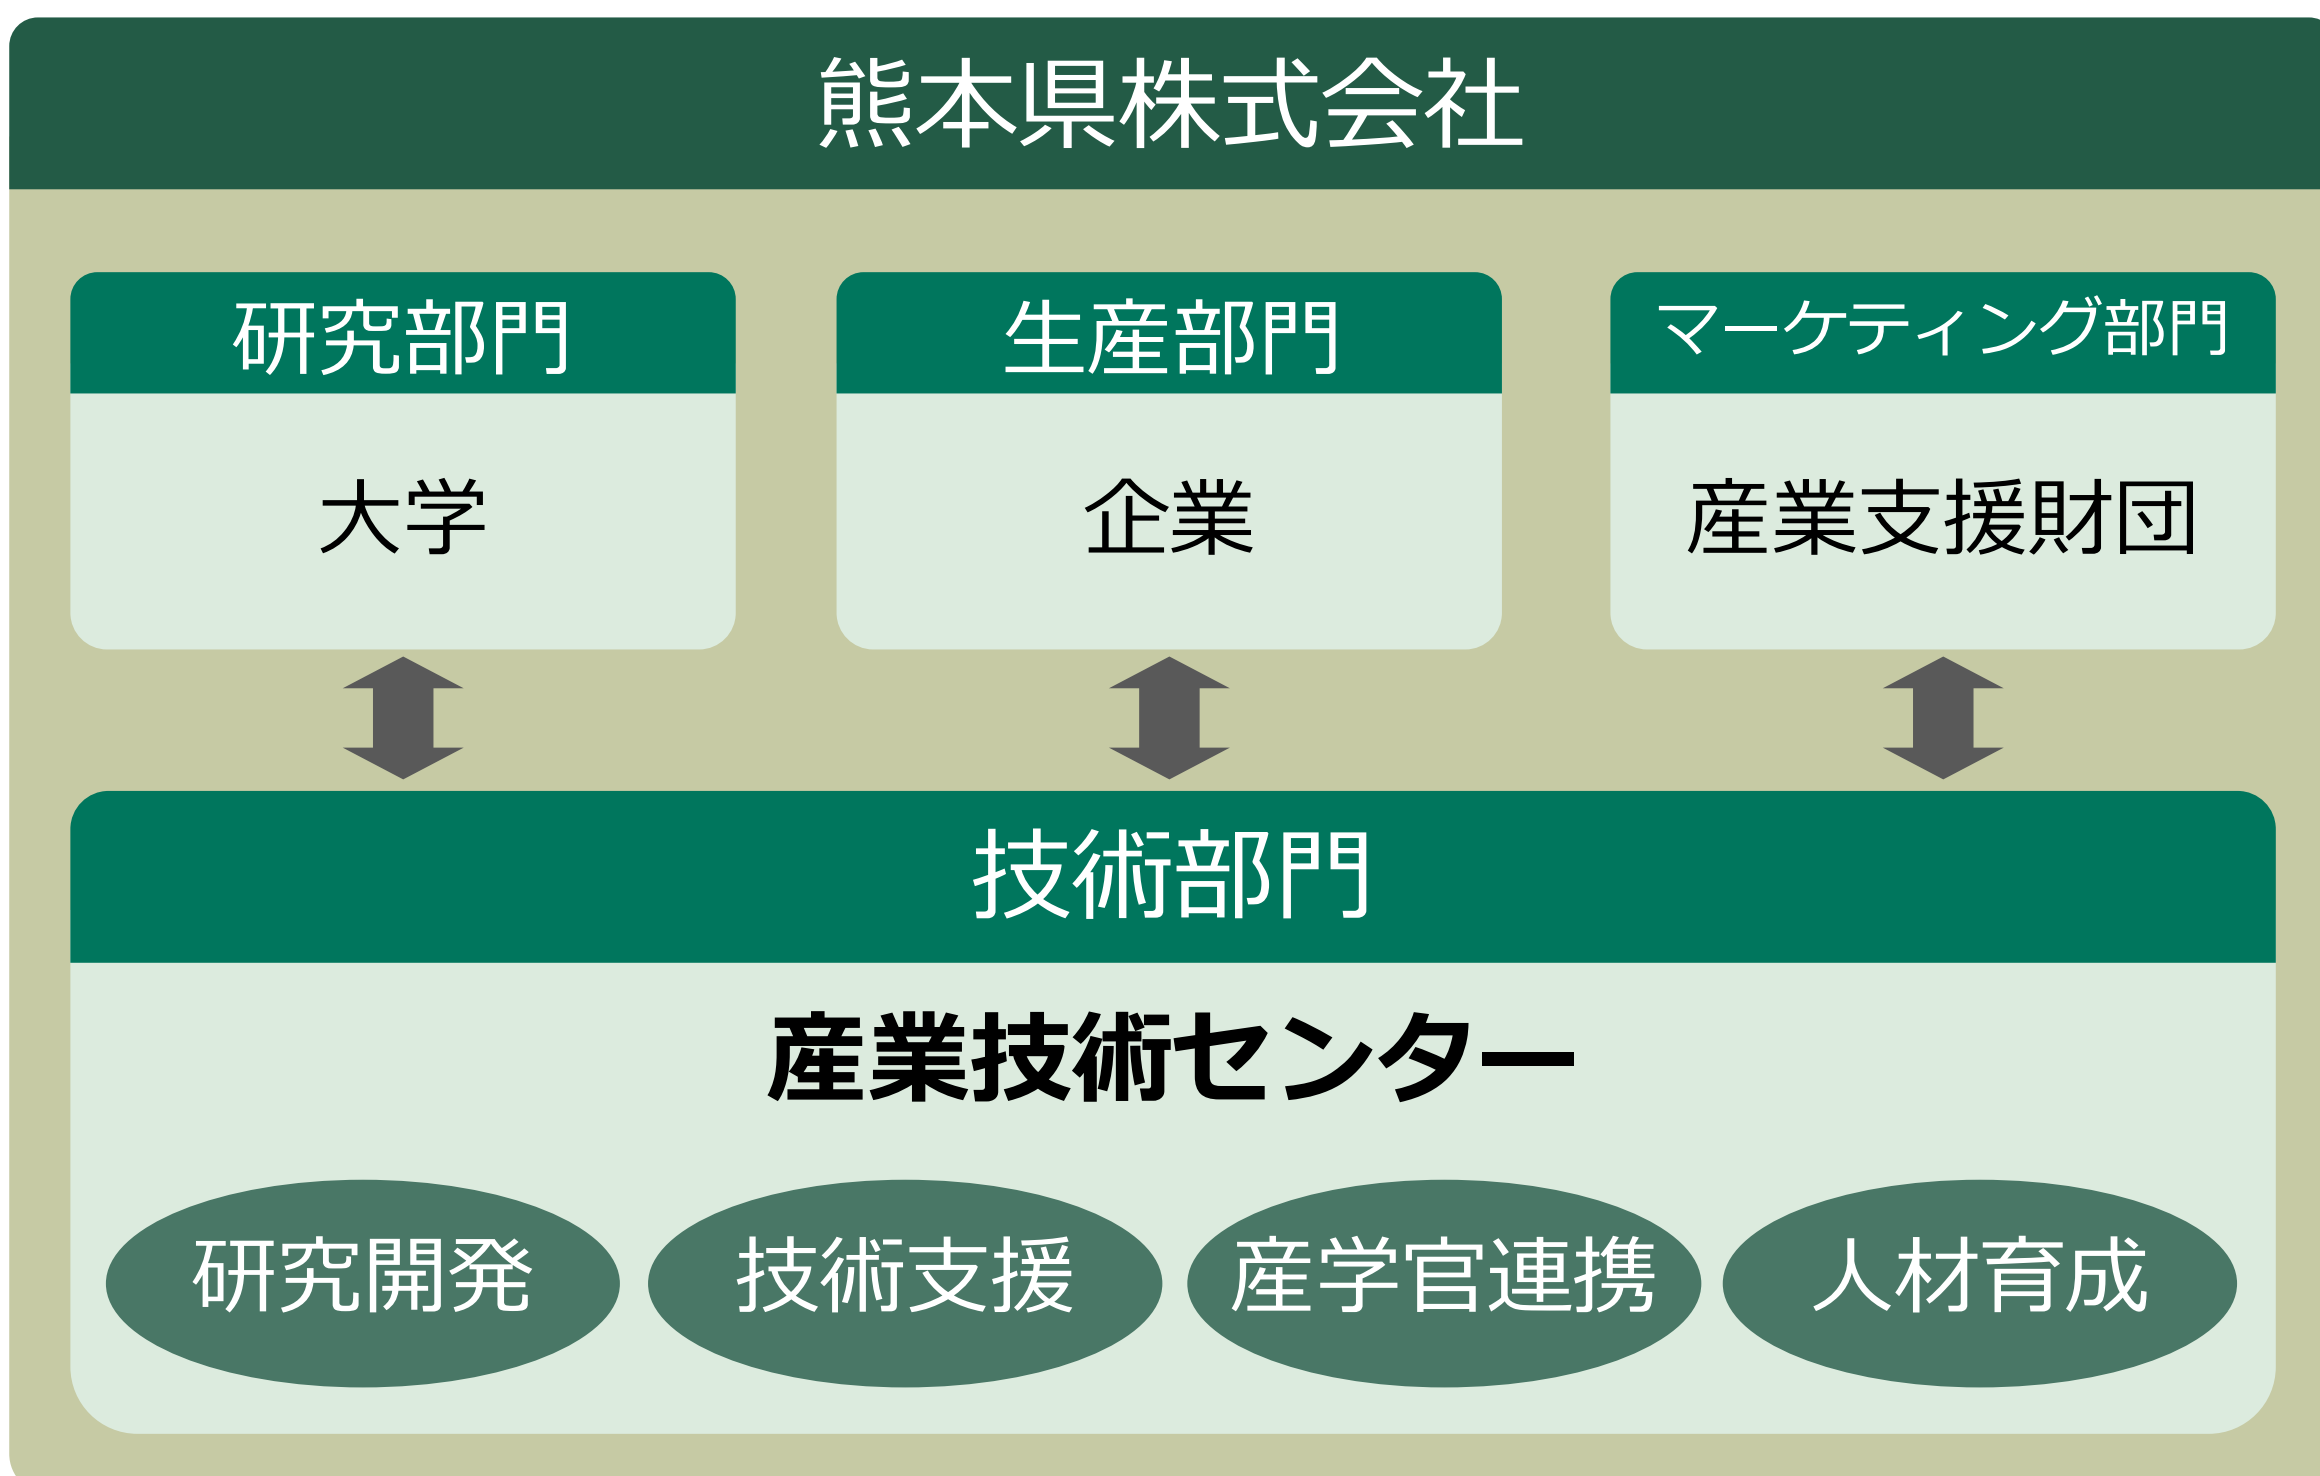 熊本県株式会社
研究部門
生産部門
マーケティング部門
大学
企業
産業支援財団
技術部門
産業技術センター
研究開発
技術支援
産学官連携
人材育成